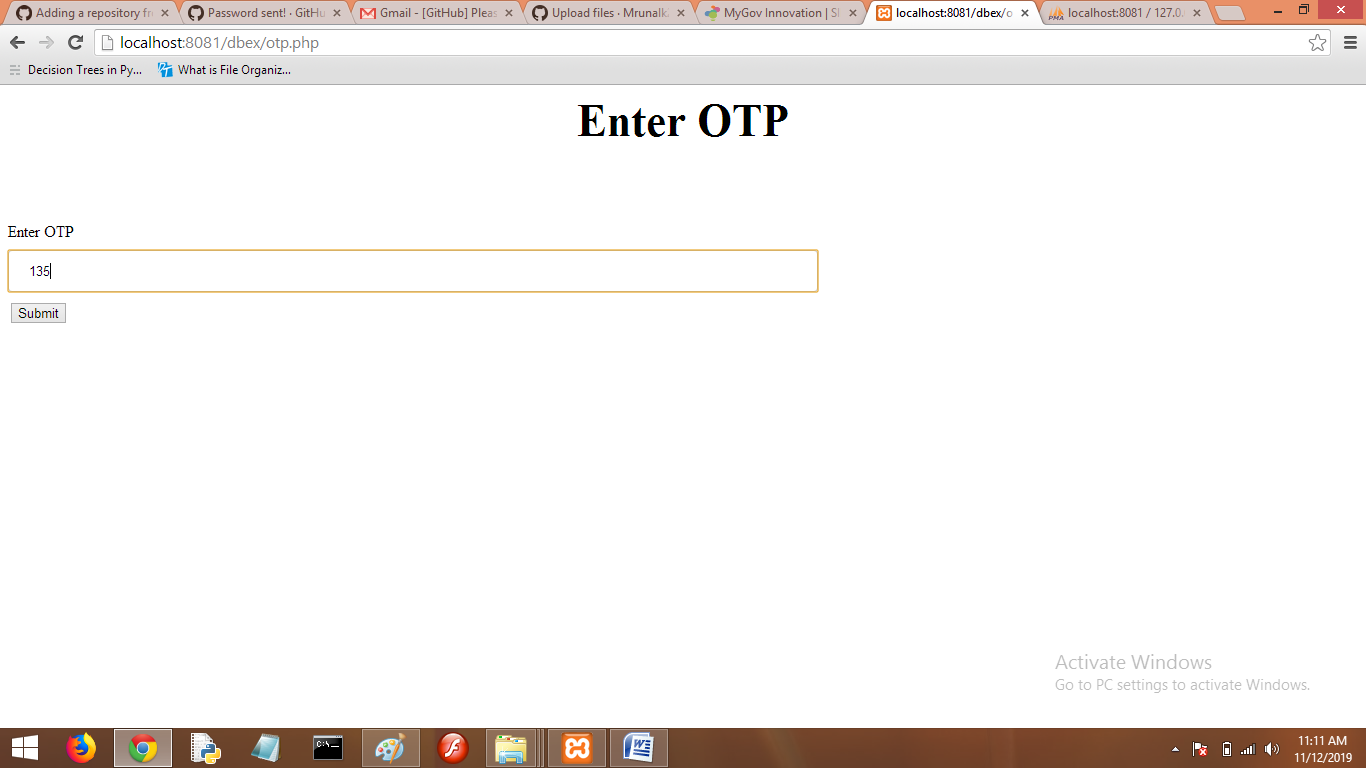 Adding a repository fr
Password sent! · GitHu
Gmail - [GitHub] Pleas
Upload files · Mrunalk
MyGov Innovation | S
localhost:8081/dbex/o
localhost:8081 / 127.0.
localhost:8081/dbex/otp.php
Decision Trees in Py...
What is File Organiz...
Enter OTP
Enter OTP
135
Submit
Activate Windows
Go to PC settings to activate Windows.
11:11 AM
11/12/2019